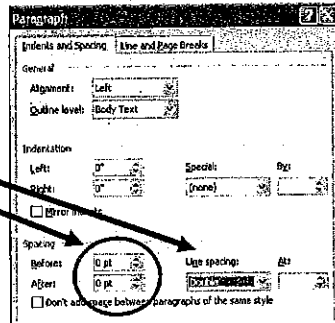 Paragraph
Indents and Spacing Line and Page Breaks
General
Alignment: Left
Outline level: Body Text
Indentation
Left: 0" Special: By:
Right: 0" (none)
Mirror
Spacing
Before: 0 pt Line spacing: At:
After: 0 pt
Don't add space between paragraphs of the same style